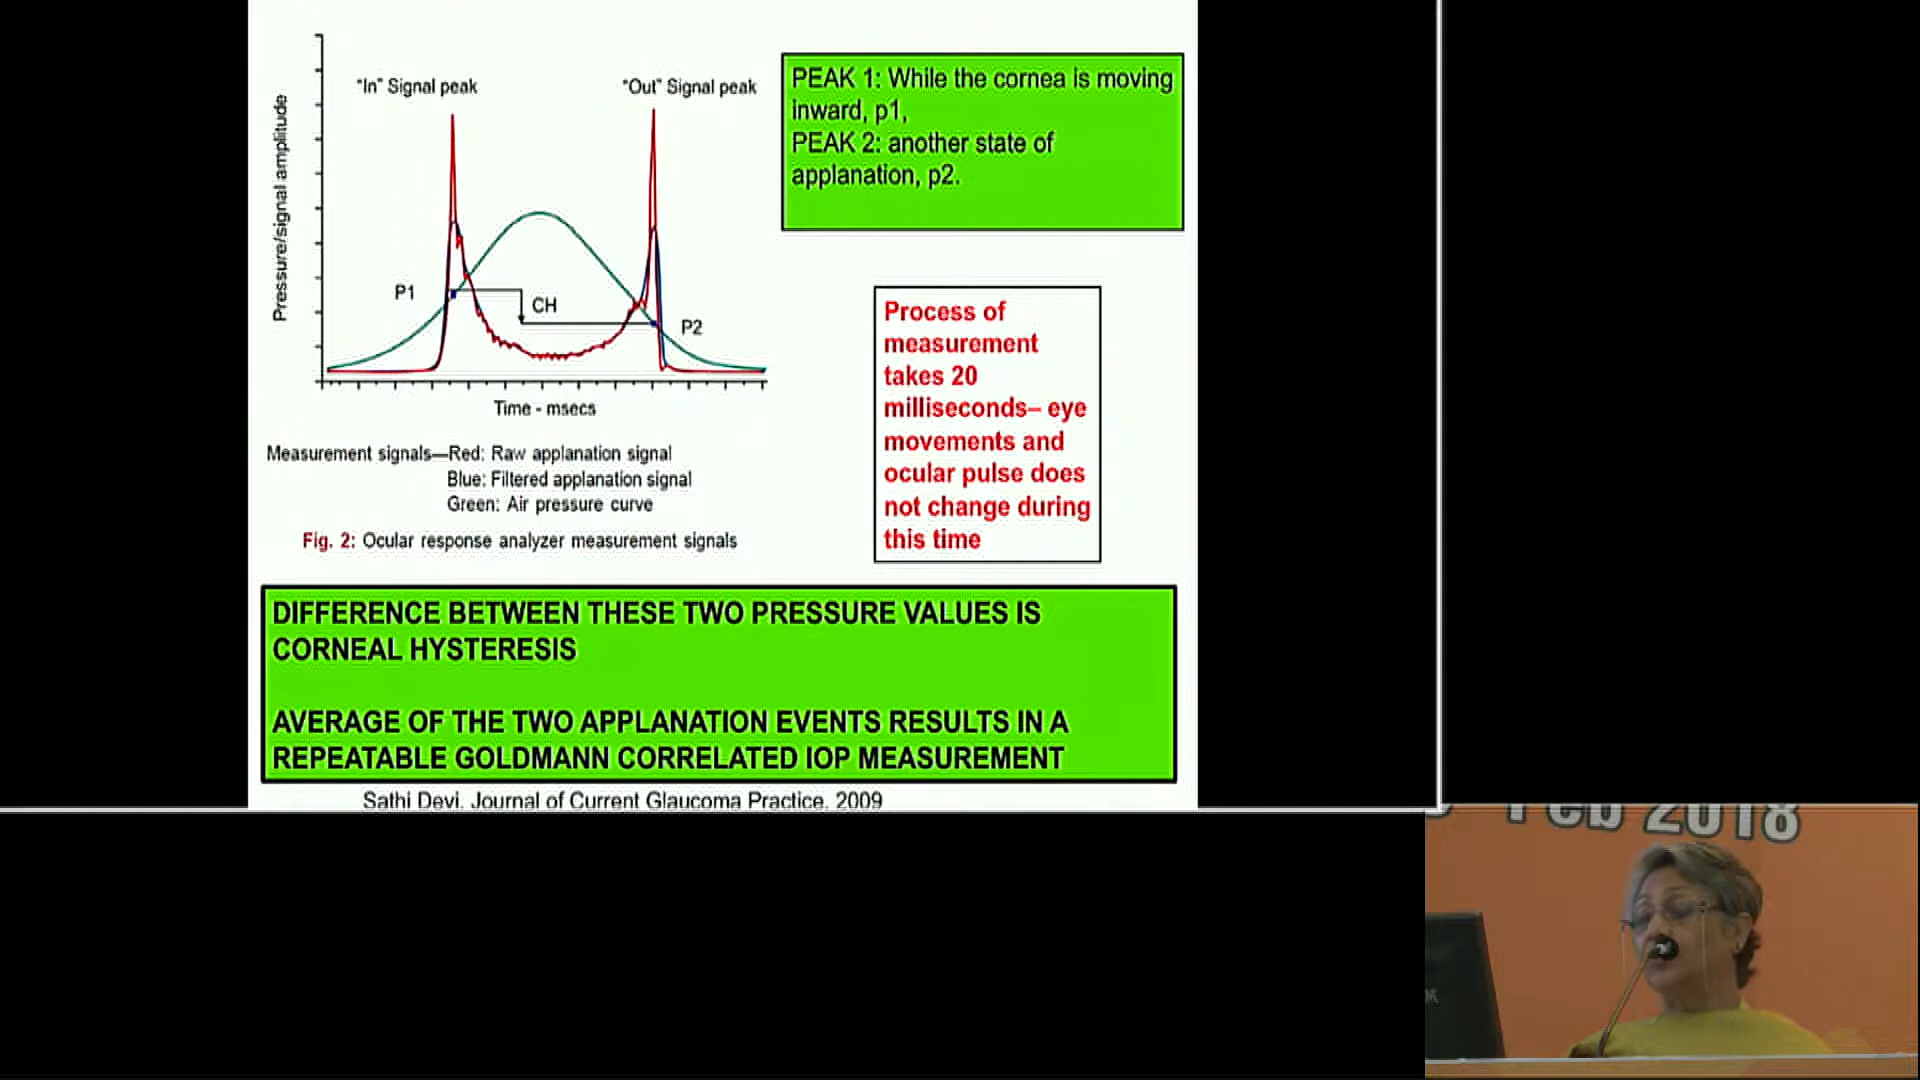 "In" Signal peak
"Out" Signal peak
Pressure/signal amplitude
P1
CH
P2
Time - msecs
Measurement signals—Red: Raw applanation signal
Blue: Filtered applanation signal
Green: Air pressure curve
Fig. 2: Ocular response analyzer measurement signals
PEAK 1: While the cornea is moving
inward, p1,
PEAK 2: another state of
applanation, p2.
Process of
measurement
takes 20
milliseconds– eye
movements and
ocular pulse does
not change during
this time
DIFFERENCE BETWEEN THESE TWO PRESSURE VALUES IS
CORNEAL HYSTERESIS
AVERAGE OF THE TWO APPLANATION EVENTS RESULTS IN A
REPEATABLE GOLDMANN CORRELATED IOP MEASUREMENT
Sathi Devi, Journal of Current Glaucoma Practice, 2009
Feb 2018